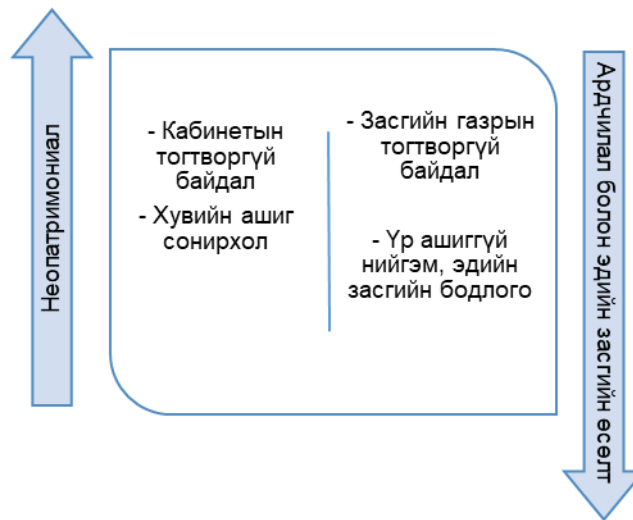 Неопатримониал
- Кабинетын
тогтворгүй
байдал
- Хувийн ашиг
сонирхол
- Засгийн газрын
тогтворгүй
байдал
- Үр ашиггүй
нийгэм, эдийн
засгийн бодлого
Ардчилал болон эдийн засгийн өсөлт